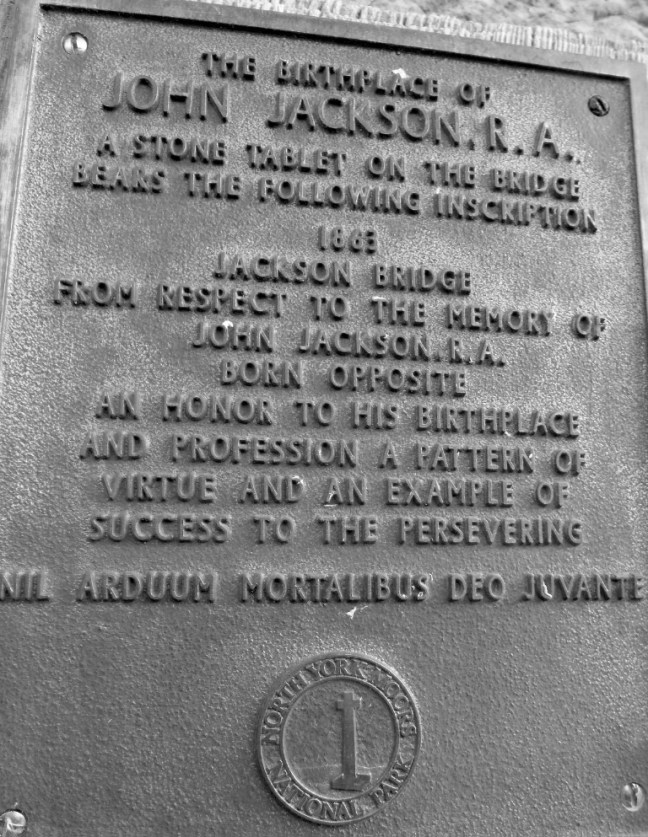 THE BIRTHPLACE OF
JOHN JACKSON, R. A.,
A STONE TABLET ON THE BRIDGE
BEARS THE FOLLOWING INSCRIPTION
1863
JACKSON BRIDGE
FROM RESPECT TO THE MEMORY OF
JOHN JACKSON, R.A.
BORN OPPOSITE
AN HONOR TO HIS BIRTHPLACE
AND PROFESSION A PATTERN OF
VIRTUE AND AN EXAMPLE OF
SUCCESS TO THE PERSEVERING
NIL ARDUUM MORTALIBUS DEO JUVANTE
NORTH YORK MOORS
NATIONAL PARK